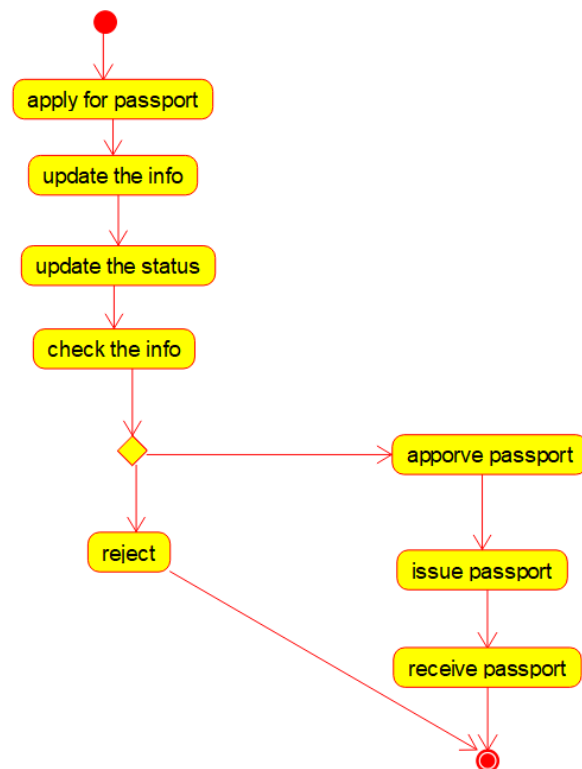 apply for passport
update the info
update the status
check the info
apporve passport
reject
issue passport
receive passport